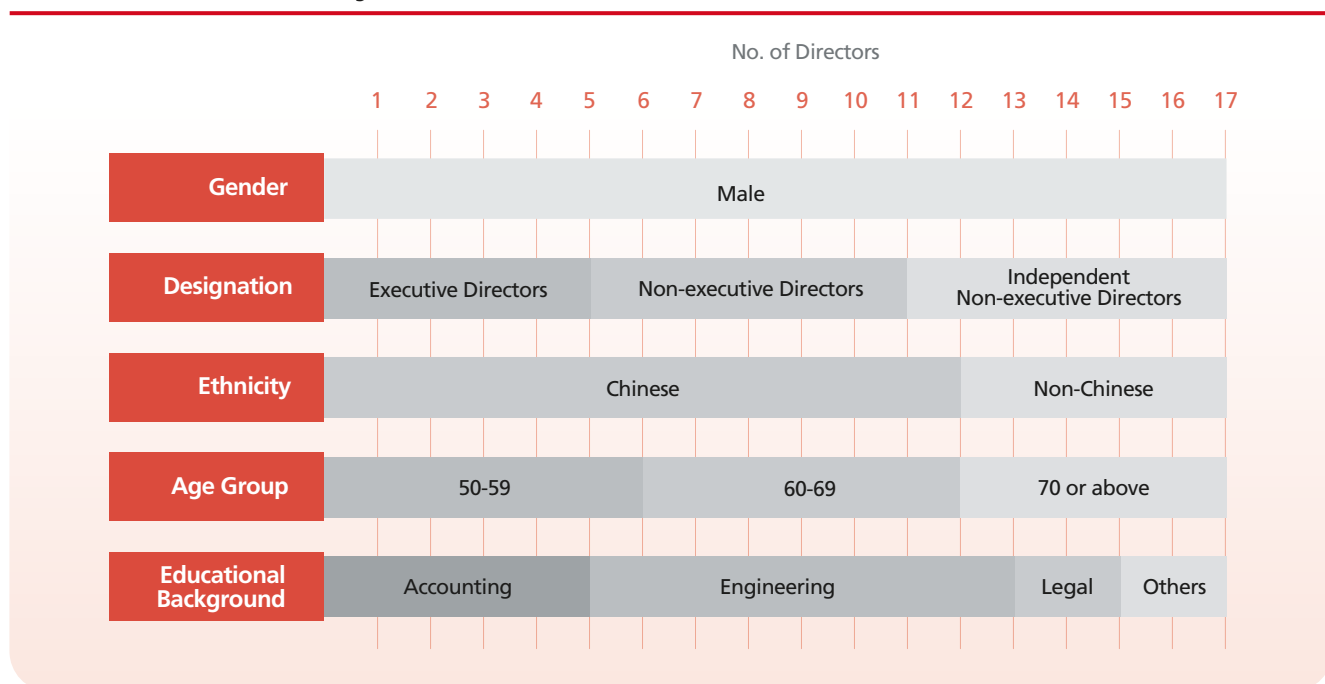 No. of Directors
1 2 3 4 5 6 7 8 9 10 11 12 13 14 15 16 17
Gender
Male
Designation
Executive Directors
Non-executive Directors
Independent
Non-executive Directors
Ethnicity
Chinese
Non-Chinese
Age Group
50-59
60-69
70 or above
Educational
Background
Accounting
Engineering
Legal
Others